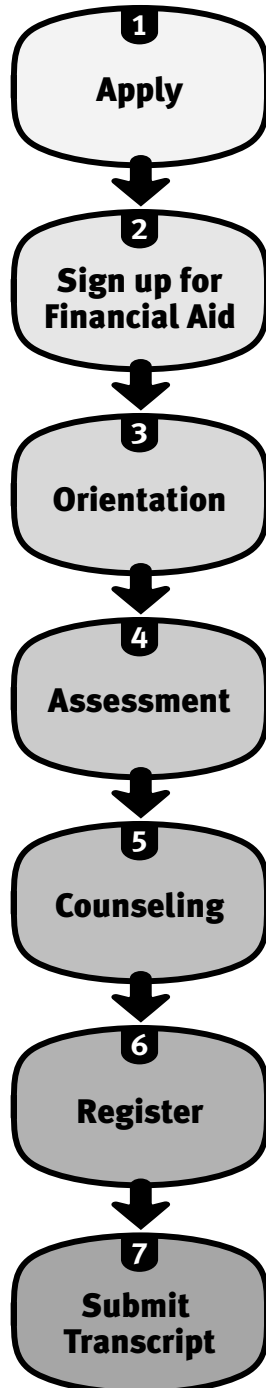 1
Apply
2
Sign up for
Financial Aid
3
Orientation
4
Assessment
5
Counseling
6
Register
7
Submit
Transcript